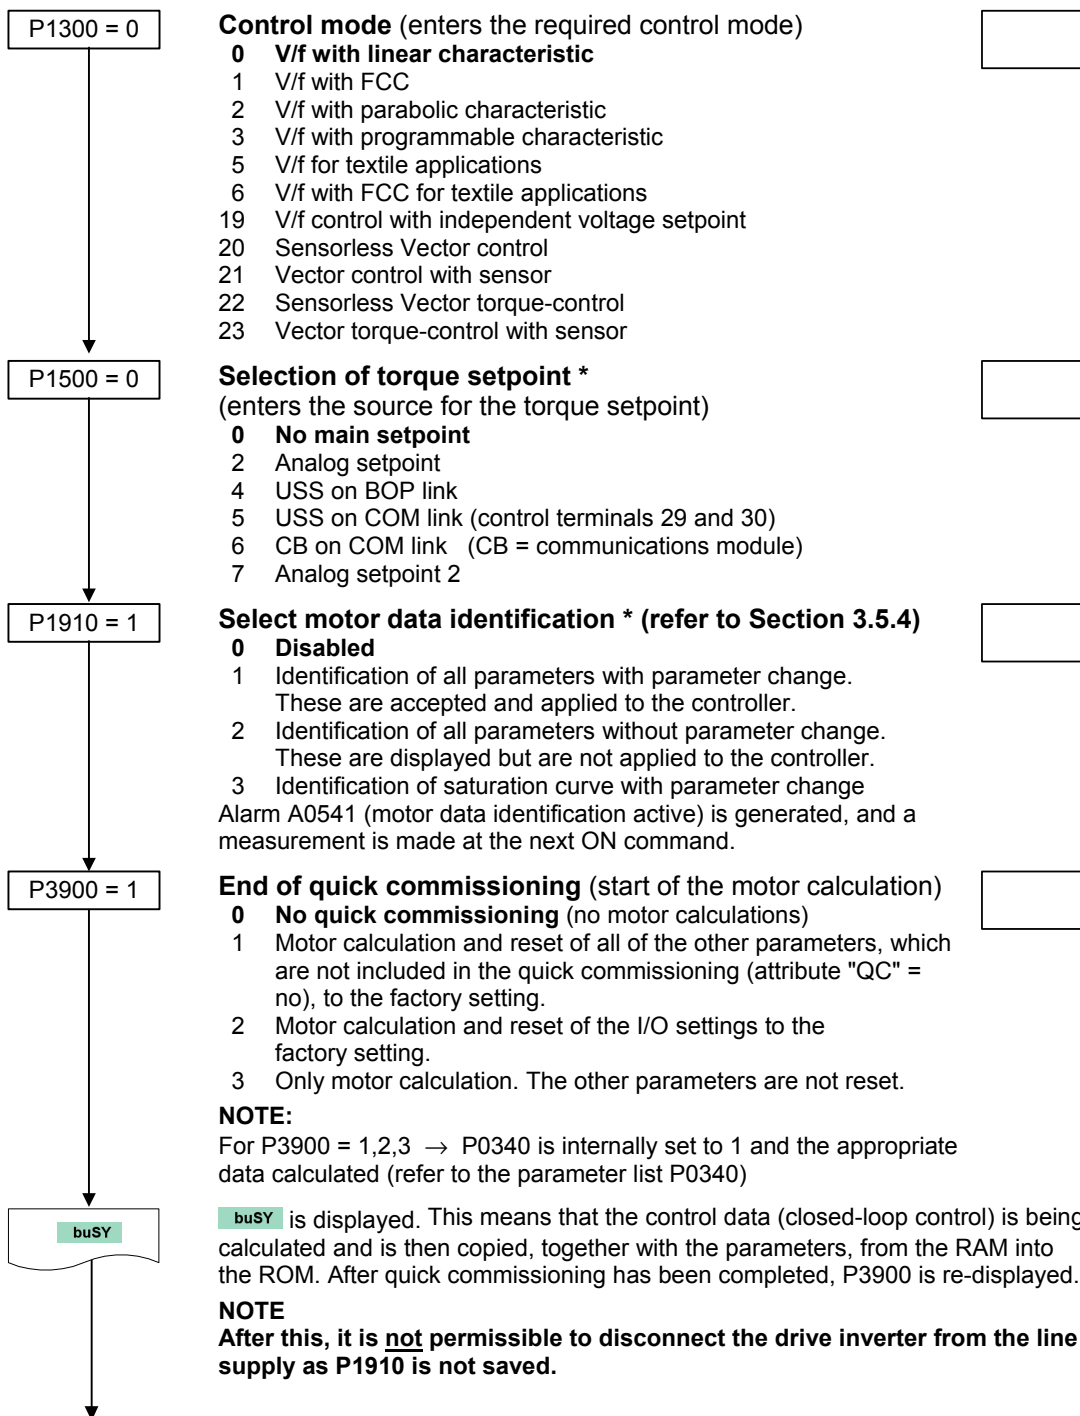 P1300 = 0
Control mode (enters the required control mode)
0 V/f with linear characteristic
1 V/f with FCC
2 V/f with parabolic characteristic
3 V/f with programmable characteristic
5 V/f for textile applications
6 V/f with FCC for textile applications
19 V/f control with independent voltage setpoint
20 Sensorless Vector control
21 Vector control with sensor
22 Sensorless Vector torque-control
23 Vector torque-control with sensor
P1500 = 0
Selection of torque setpoint *
(enters the source for the torque setpoint)
0 No main setpoint
2 Analog setpoint
4 USS on BOP link
5 USS on COM link (control terminals 29 and 30)
6 CB on COM link (CB = communications module)
7 Analog setpoint 2
P1910 = 1
Select motor data identification * (refer to Section 3.5.4)
0 Disabled
1 Identification of all parameters with parameter change.
These are accepted and applied to the controller.
2 Identification of all parameters without parameter change.
These are displayed but are not applied to the controller.
3 Identification of saturation curve with parameter change
Alarm A0541 (motor data identification active) is generated, and a
measurement is made at the next ON command.
P3900 = 1
End of quick commissioning (start of the motor calculation)
0 No quick commissioning (no motor calculations)
1 Motor calculation and reset of all of the other parameters, which
are not included in the quick commissioning (attribute "QC" =
no), to the factory setting.
2 Motor calculation and reset of the I/O settings to the
factory setting.
3 Only motor calculation. The other parameters are not reset.
NOTE:
For P3900 = 1,2,3 → P0340 is internally set to 1 and the appropriate
data calculated (refer to the parameter list P0340)
buSY
buSY is displayed. This means that the control data (closed-loop control) is being
calculated and is then copied, together with the parameters, from the RAM into
the ROM. After quick commissioning has been completed, P3900 is re-displayed.
NOTE
After this, it is not permissible to disconnect the drive inverter from the line
supply as P1910 is not saved.